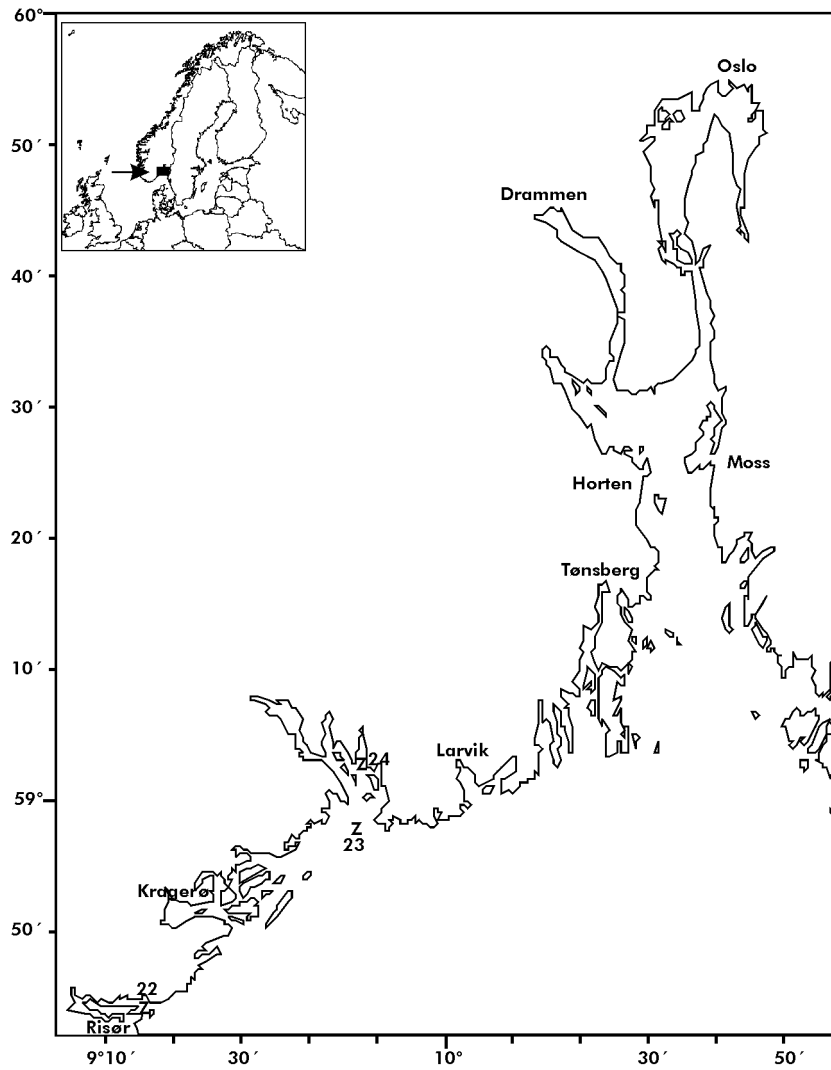 60°
Oslo
50´
Drammen
40´
30´
Moss
Horten
20´
Tønsberg
10´
Larvik
Z 24
59°
Z
23
Kragerø
50´
22
Z
Risør
9°10´ 30´ 10° 30´ 50´